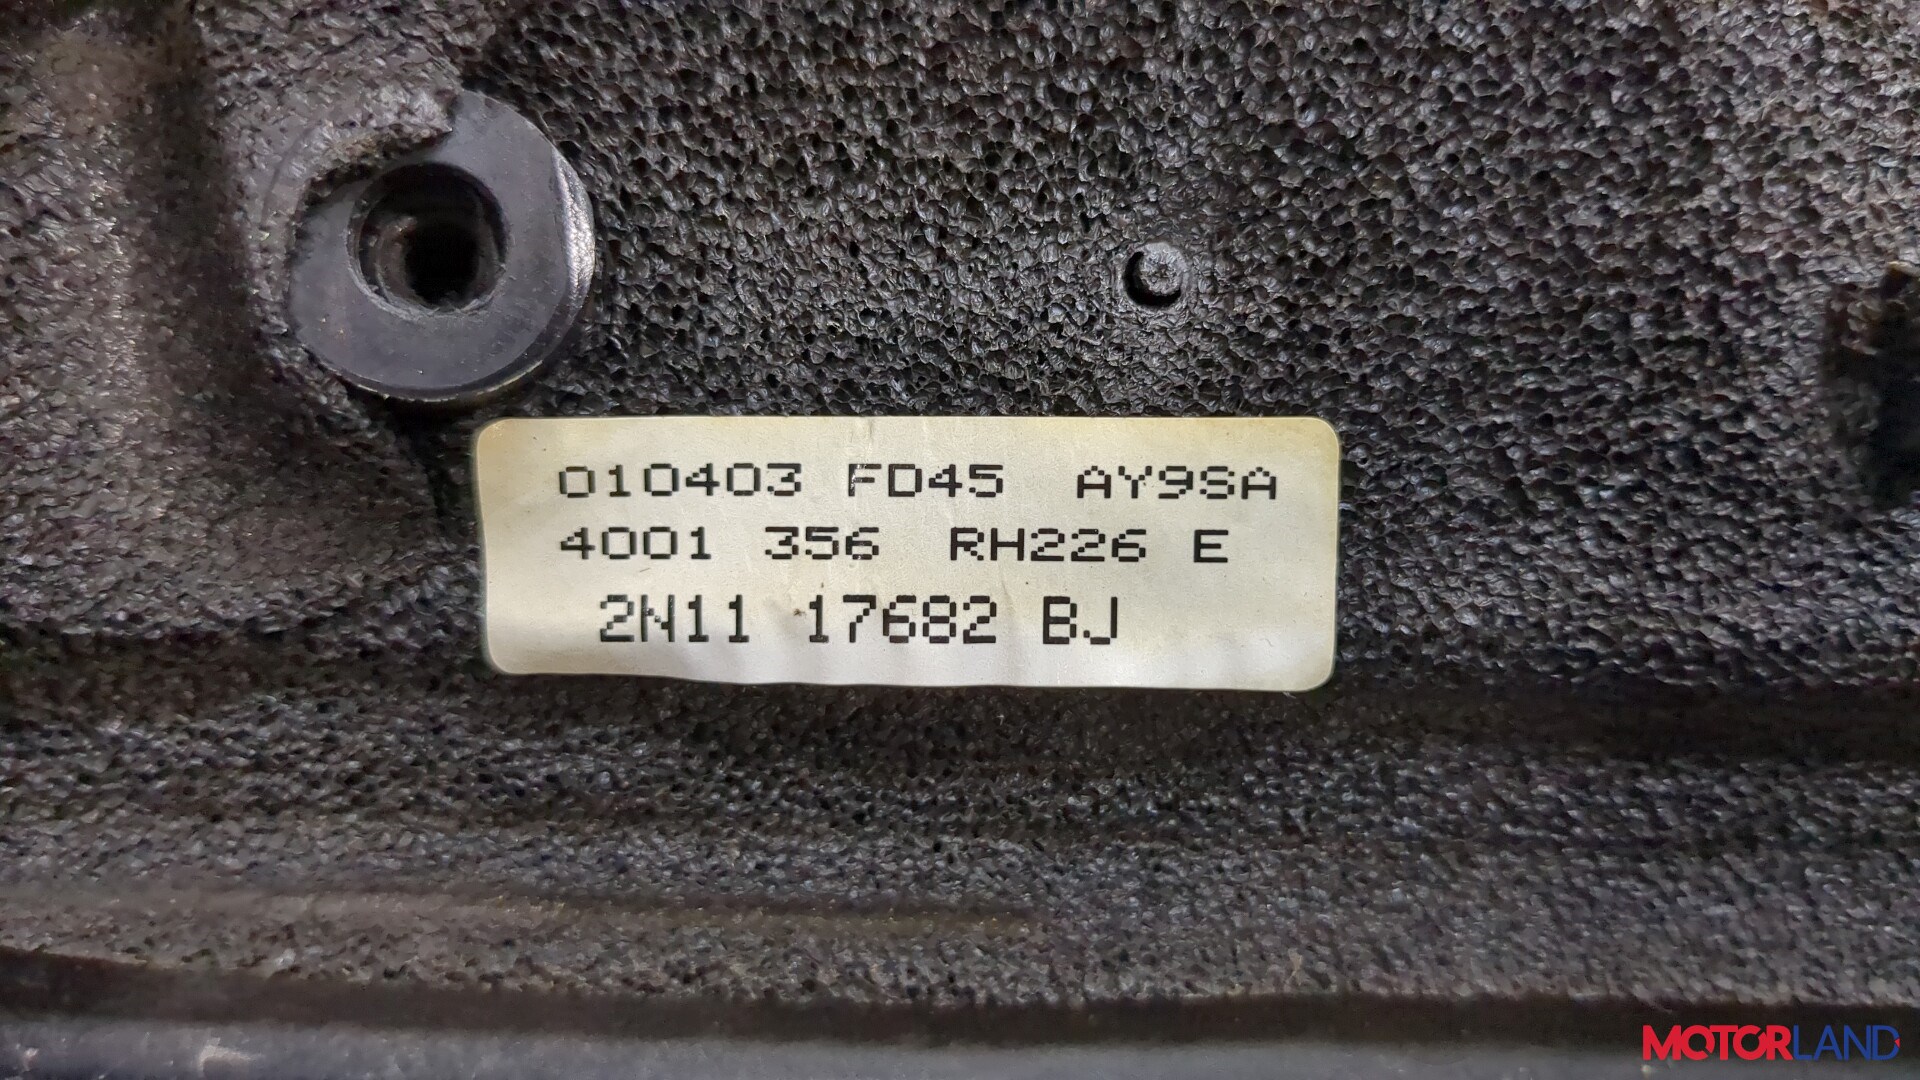 010403 FD45 AY9SA
4001 356 RH226 E
2N11 17682 BJ
MOTORLAND